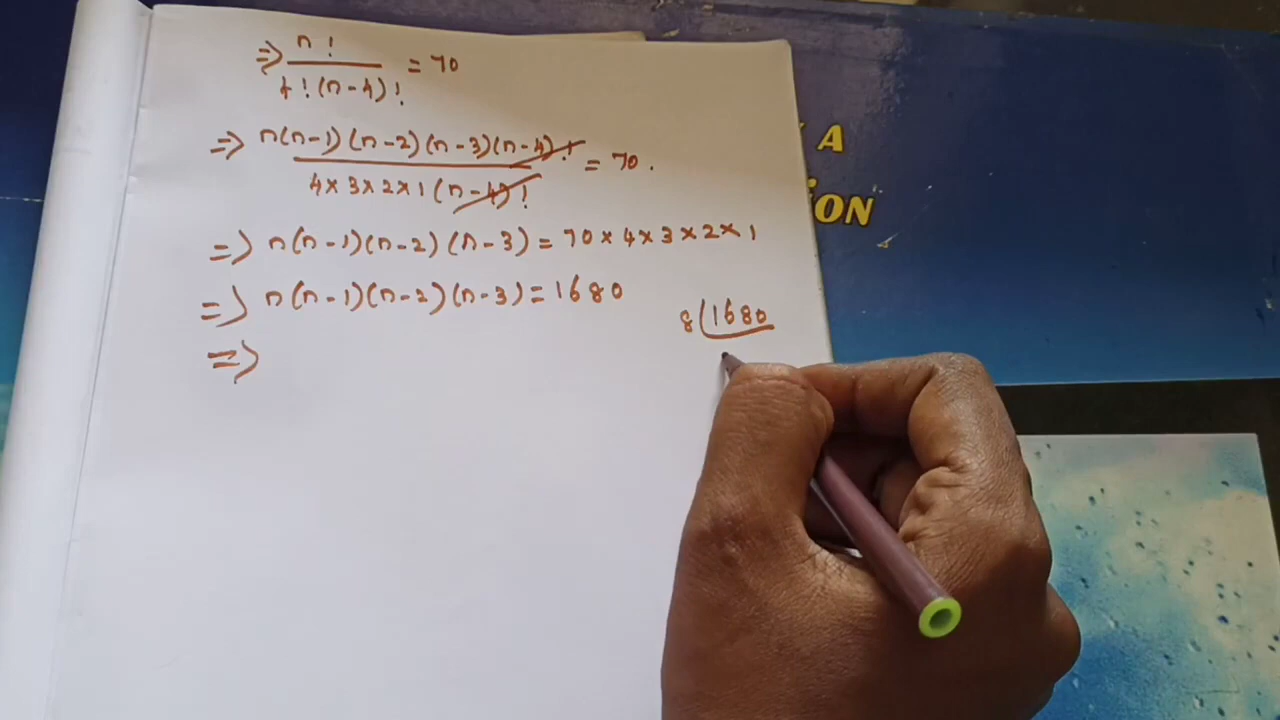 ⇒ n! / 4!(n-4)! = 70
⇒ n(n-1)(n-2)(n-3)(n-4)! / 4×3×2×1(n-4)! = 70.
⇒ n(n-1)(n-2)(n-3) = 70×4×3×2×1
⇒ n(n-1)(n-2)(n-3) = 1680
8 1680
⇒
A
ION